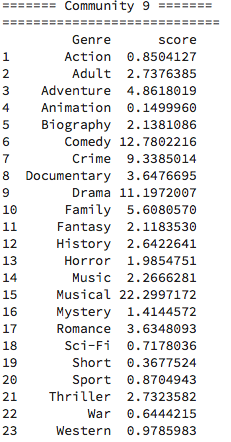 ======= Community 9 =======
===========================
Genre score
1 Action 0.8504127
2 Adult 2.7376385
3 Adventure 4.8618019
4 Animation 0.1499960
5 Biography 2.1381086
6 Comedy 12.7802216
7 Crime 9.3385014
8 Documentary 3.6476695
9 Drama 11.1972007
10 Family 5.6080570
11 Fantasy 2.1183530
12 History 2.6422641
13 Horror 1.9854751
14 Music 2.2666281
15 Musical 22.2997172
16 Mystery 1.4144572
17 Romance 3.6348093
18 Sci-Fi 0.7178036
19 Short 0.3677524
20 Sport 0.8704943
21 Thriller 2.7323582
22 War 0.6444215
23 Western 0.9785983